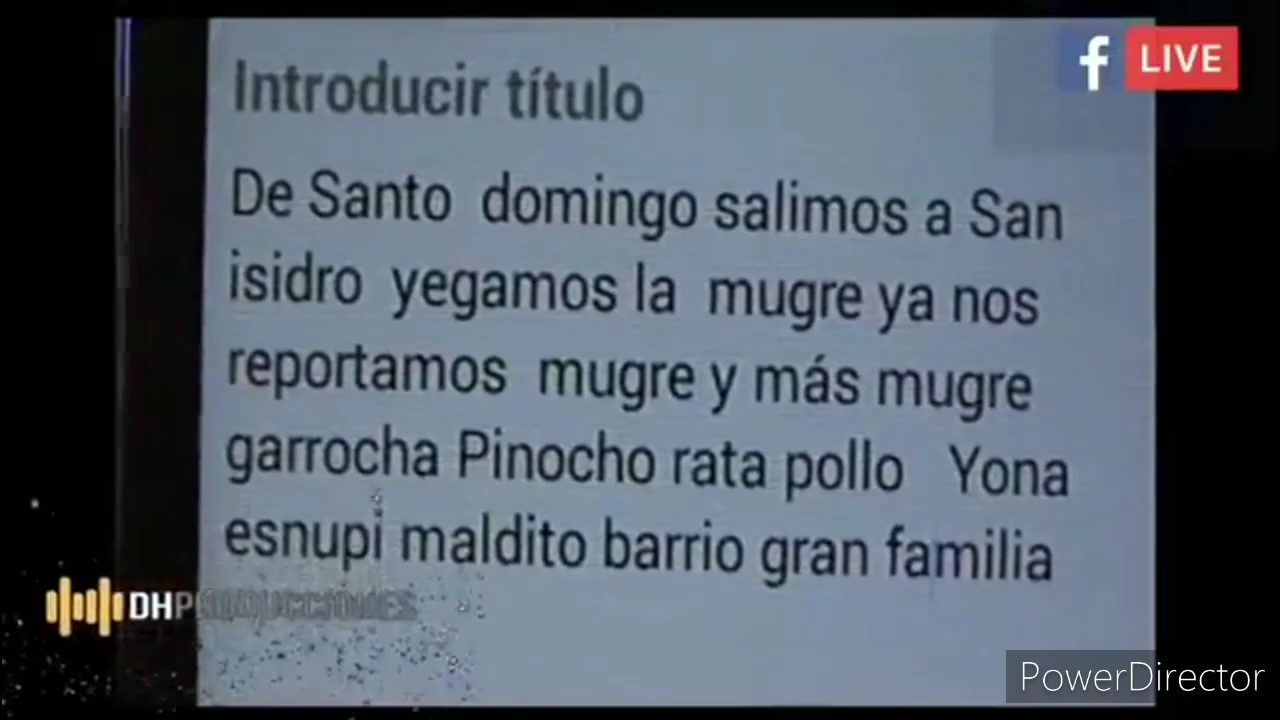 f LIVE
Introducir título
De Santo domingo salimos a San
isidro yegamos la mugre ya nos
reportamos mugre y más mugre
garrocha Pinocho rata pollo Yona
esnupi maldito barrio gran familia
DHPRODUCCIONES
PowerDirector